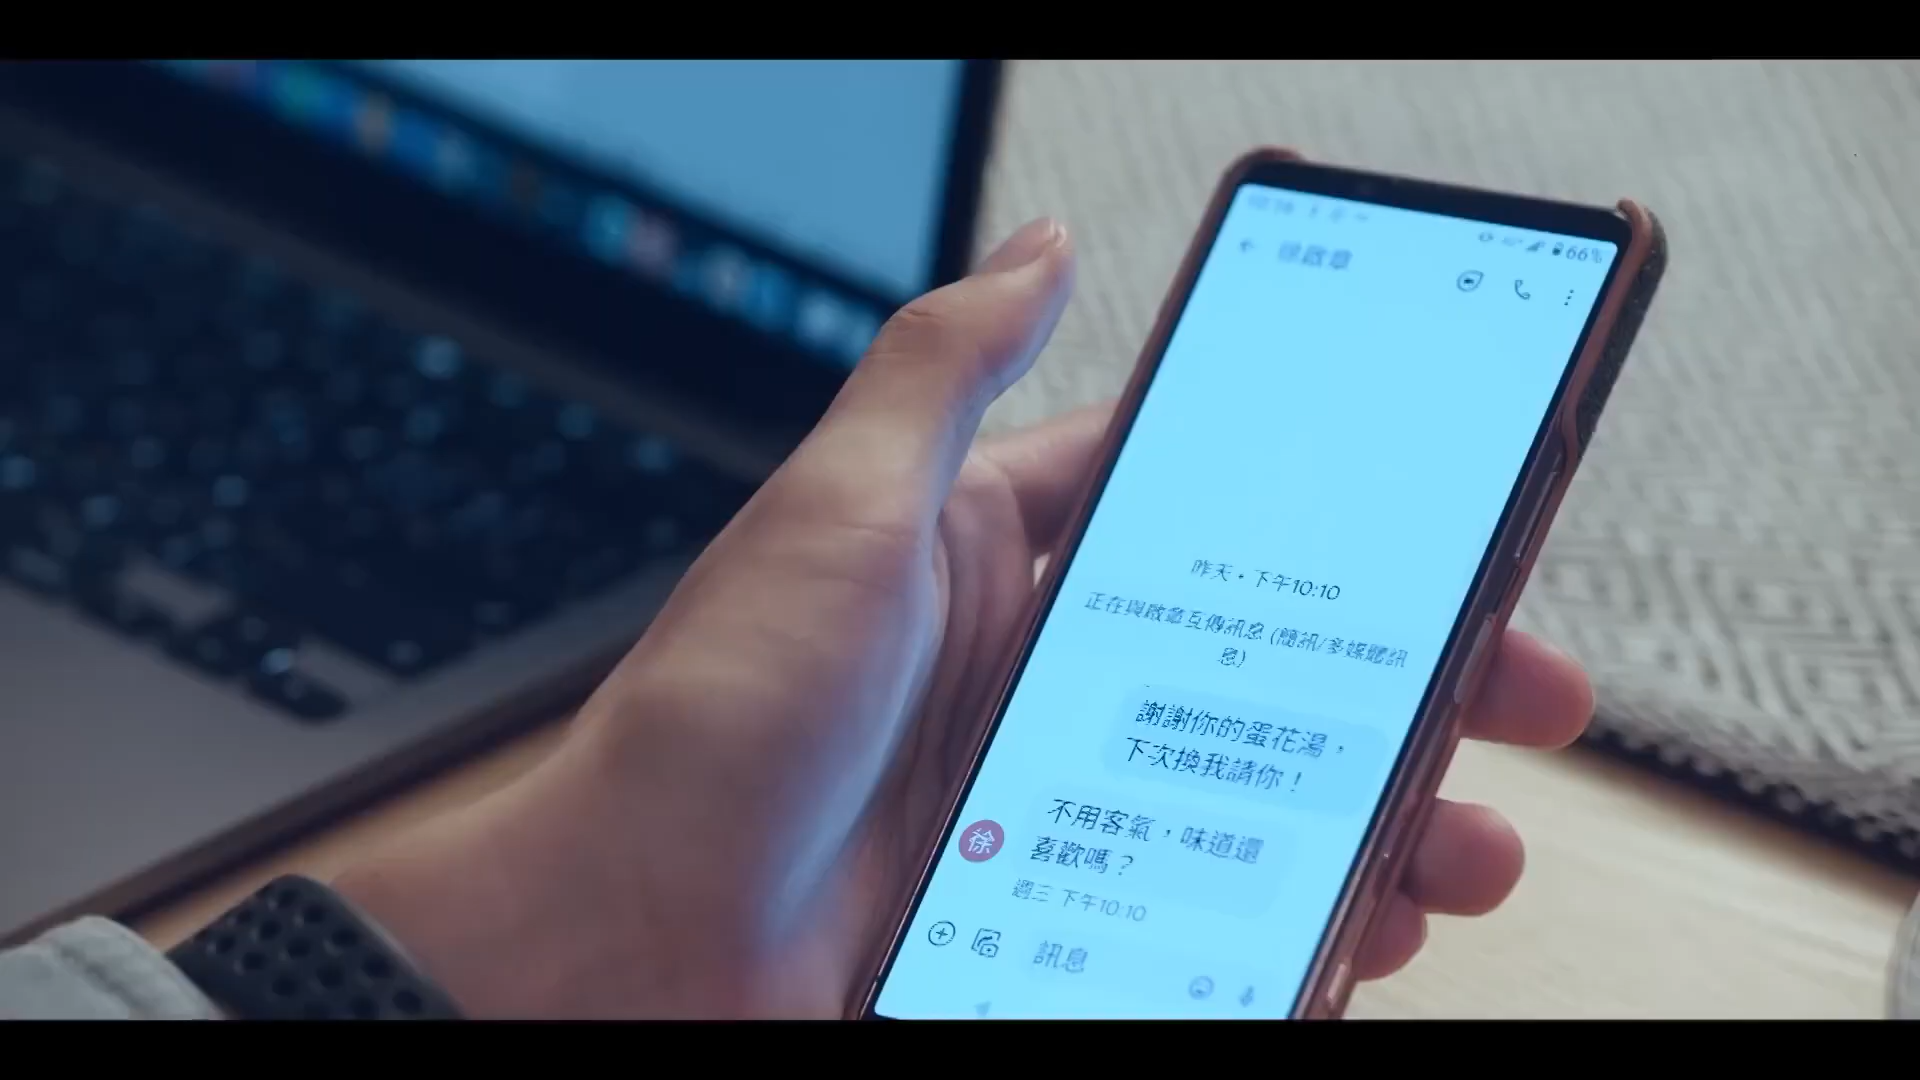 66%
徐啟章
昨天・下午10:10
正在與啟章互傳訊息 (簡訊/多媒體訊
息)
謝謝你的蛋花湯，
下次換我請你！
徐
不用客氣，味道還
喜歡嗎？
週三 下午10:10
訊息